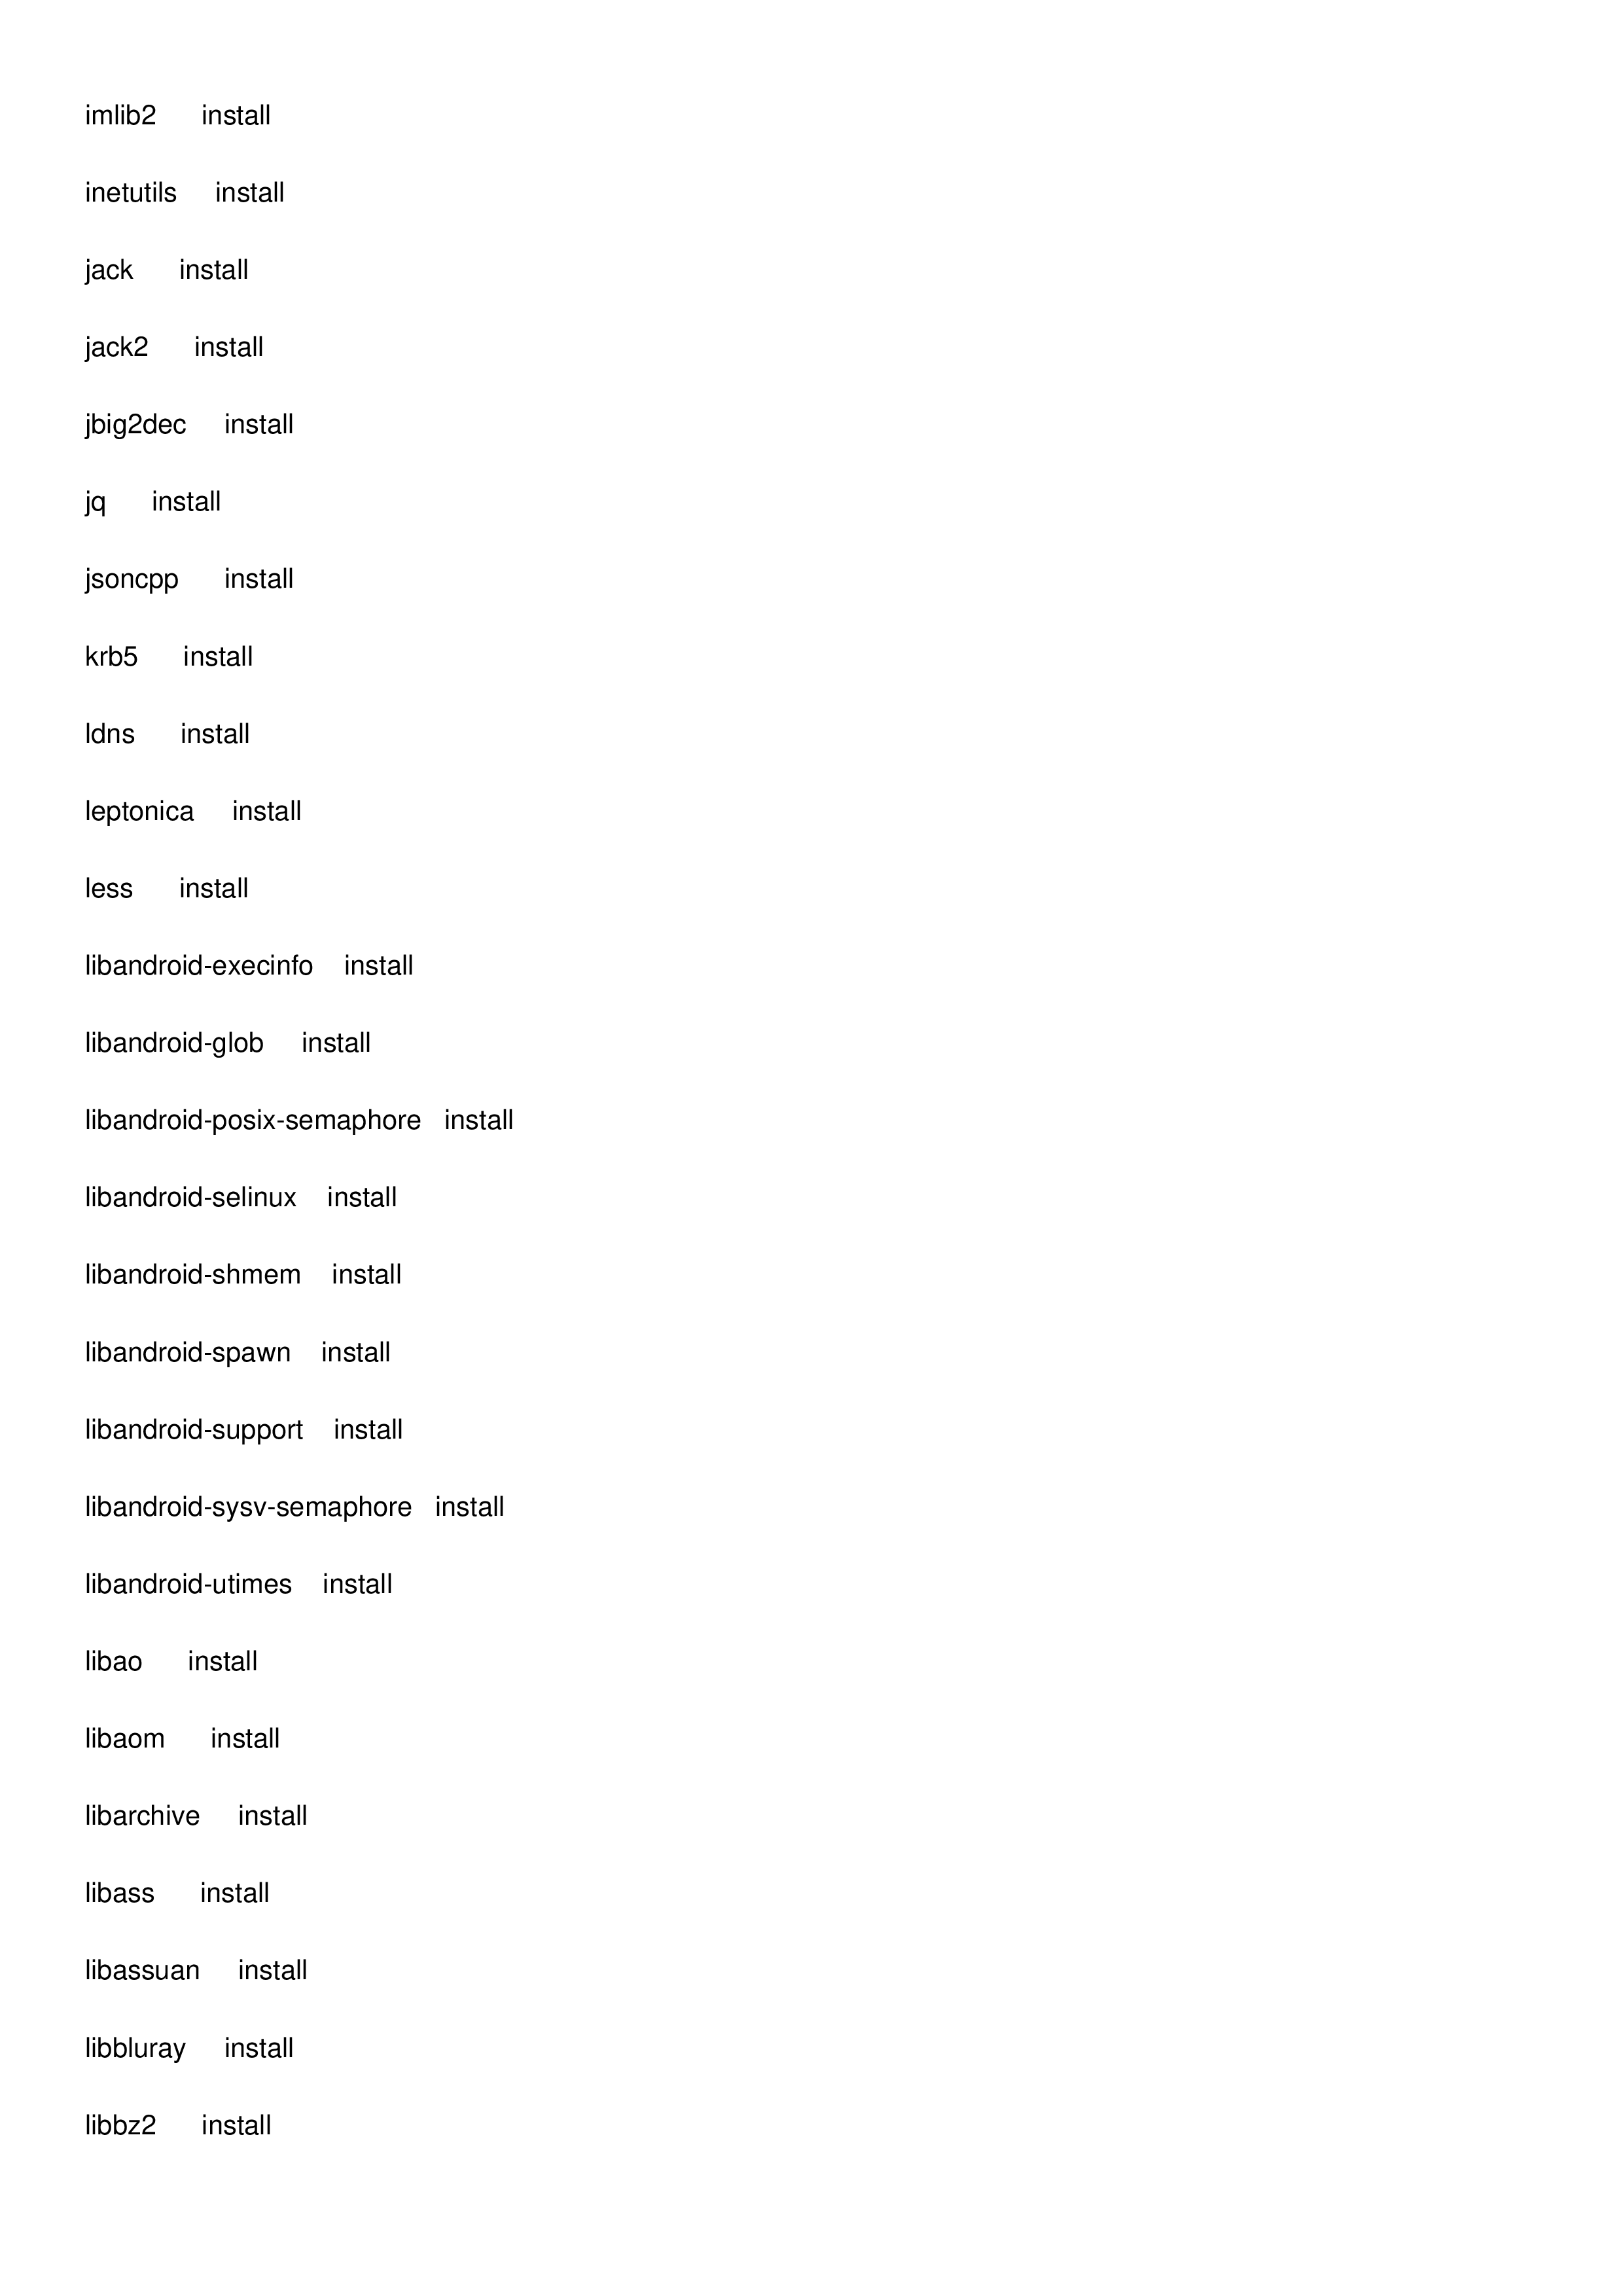 imlib2 install
inetutils install
jack install
jack2 install
jbig2dec install
jq install
jsoncpp install
krb5 install
ldns install
leptonica install
less install
libandroid-execinfo install
libandroid-glob install
libandroid-posix-semaphore install
libandroid-selinux install
libandroid-shmem install
libandroid-spawn install
libandroid-support install
libandroid-sysv-semaphore install
libandroid-utimes install
libao install
libaom install
libarchive install
libass install
libassuan install
libbluray install
libbz2 install